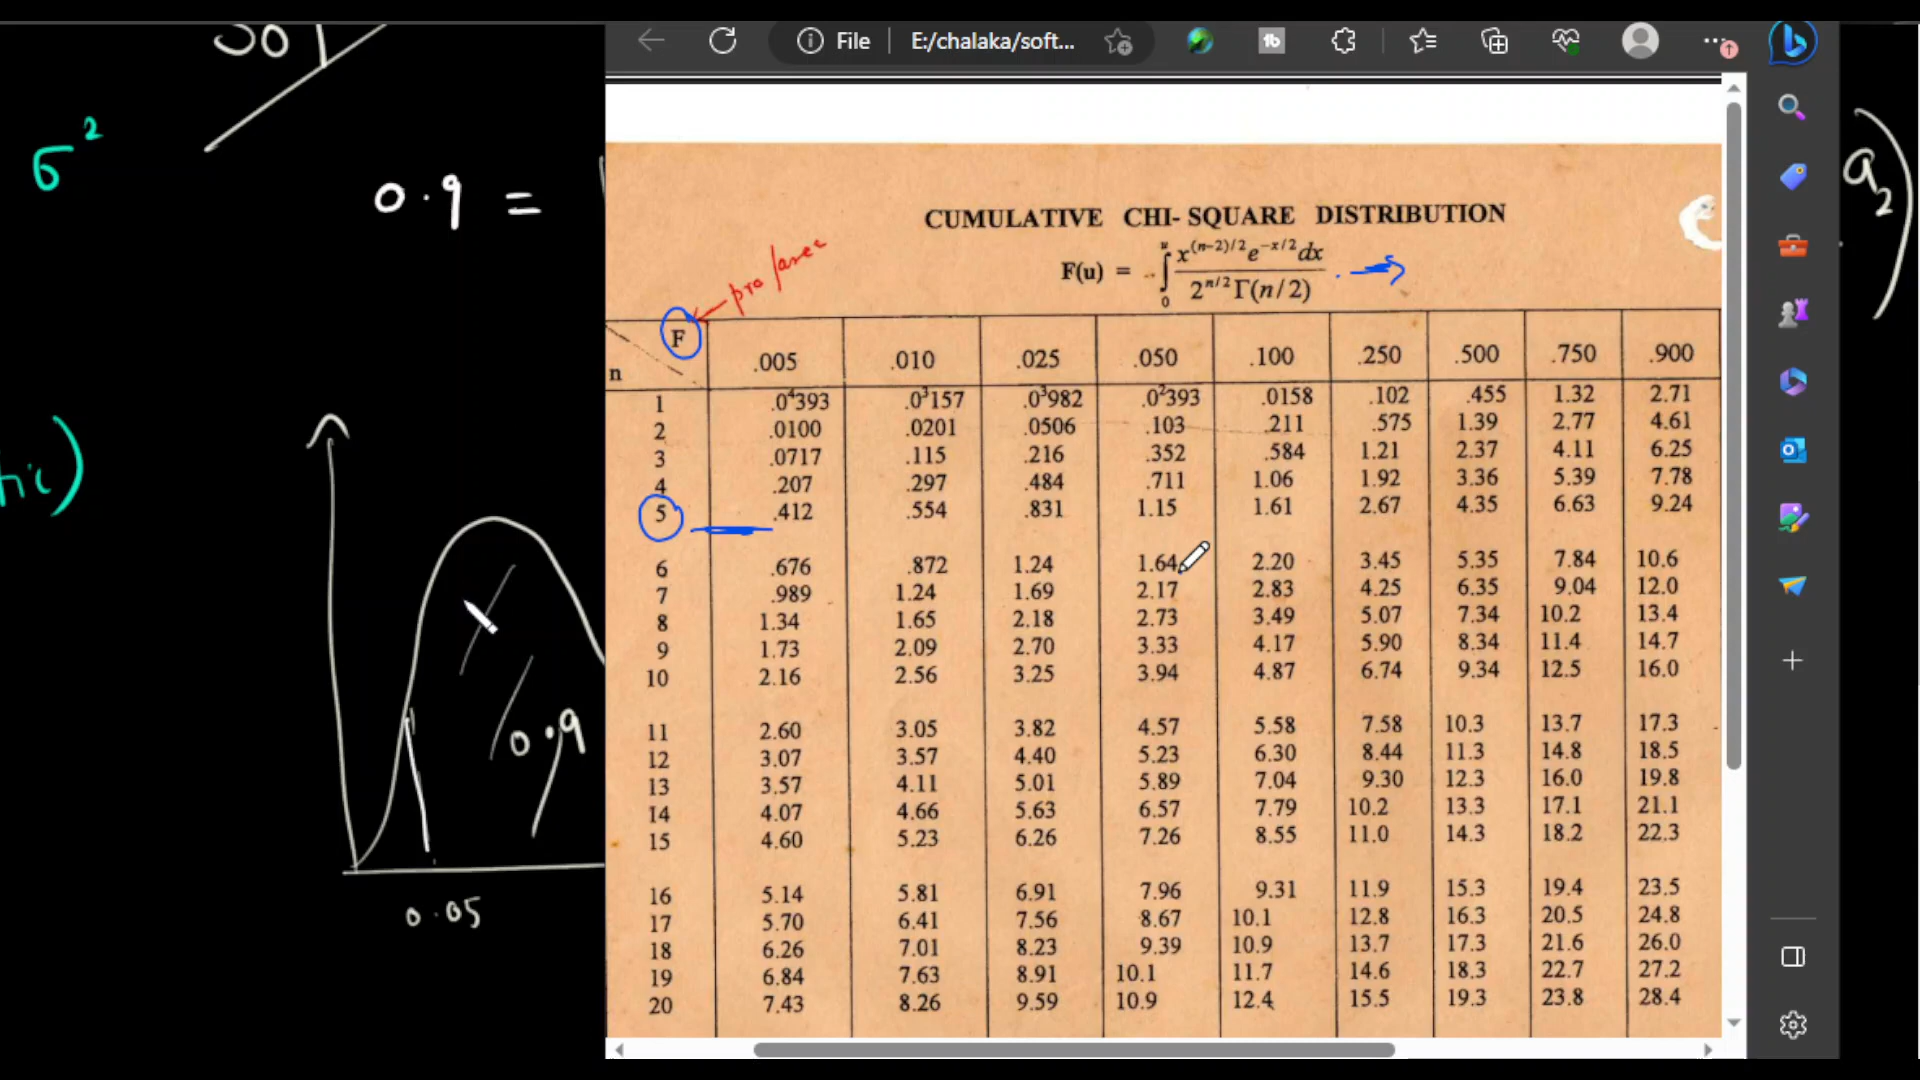 σ²
0.9 =
0.9
0.05
a₂)
File E:/chalaka/soft...
CUMULATIVE CHI- SQUARE DISTRIBUTION
F(u) = ∫₀ᵘ x^(n−2)/2 e^−x/2 dx / 2^n/2 Γ(n/2)
F
n .005 .010 .025 .050 .100 .250 .500 .750 .900
1 .0⁴393 .0³157 .0³982 .0²393 .0158 .102 .455 1.32 2.71
2 .0100 .0201 .0506 .103 .211 .575 1.39 2.77 4.61
3 .0717 .115 .216 .352 .584 1.21 2.37 4.11 6.25
4 .207 .297 .484 .711 1.06 1.92 3.36 5.39 7.78
5 .412 .554 .831 1.15 1.61 2.67 4.35 6.63 9.24
6 .676 .872 1.24 1.64 2.20 3.45 5.35 7.84 10.6
7 .989 1.24 1.69 2.17 2.83 4.25 6.35 9.04 12.0
8 1.34 1.65 2.18 2.73 3.49 5.07 7.34 10.2 13.4
9 1.73 2.09 2.70 3.33 4.17 5.90 8.34 11.4 14.7
10 2.16 2.56 3.25 3.94 4.87 6.74 9.34 12.5 16.0
11 2.60 3.05 3.82 4.57 5.58 7.58 10.3 13.7 17.3
12 3.07 3.57 4.40 5.23 6.30 8.44 11.3 14.8 18.5
13 3.57 4.11 5.01 5.89 7.04 9.30 12.3 16.0 19.8
14 4.07 4.66 5.63 6.57 7.79 10.2 13.3 17.1 21.1
15 4.60 5.23 6.26 7.26 8.55 11.0 14.3 18.2 22.3
16 5.14 5.81 6.91 7.96 9.31 11.9 15.3 19.4 23.5
17 5.70 6.41 7.56 8.67 10.1 12.8 16.3 20.5 24.8
18 6.26 7.01 8.23 9.39 10.9 13.7 17.3 21.6 26.0
19 6.84 7.63 8.91 10.1 11.7 14.6 18.3 22.7 27.2
20 7.43 8.26 9.59 10.9 12.4 15.5 19.3 23.8 28.4